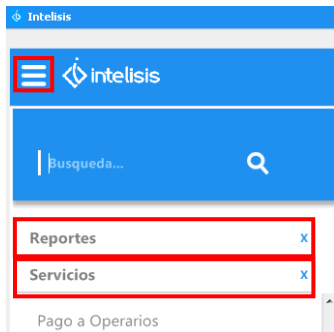 Intelisis
intelisis
Busqueda...
Reportes x
Servicios x
Pago a Operarios